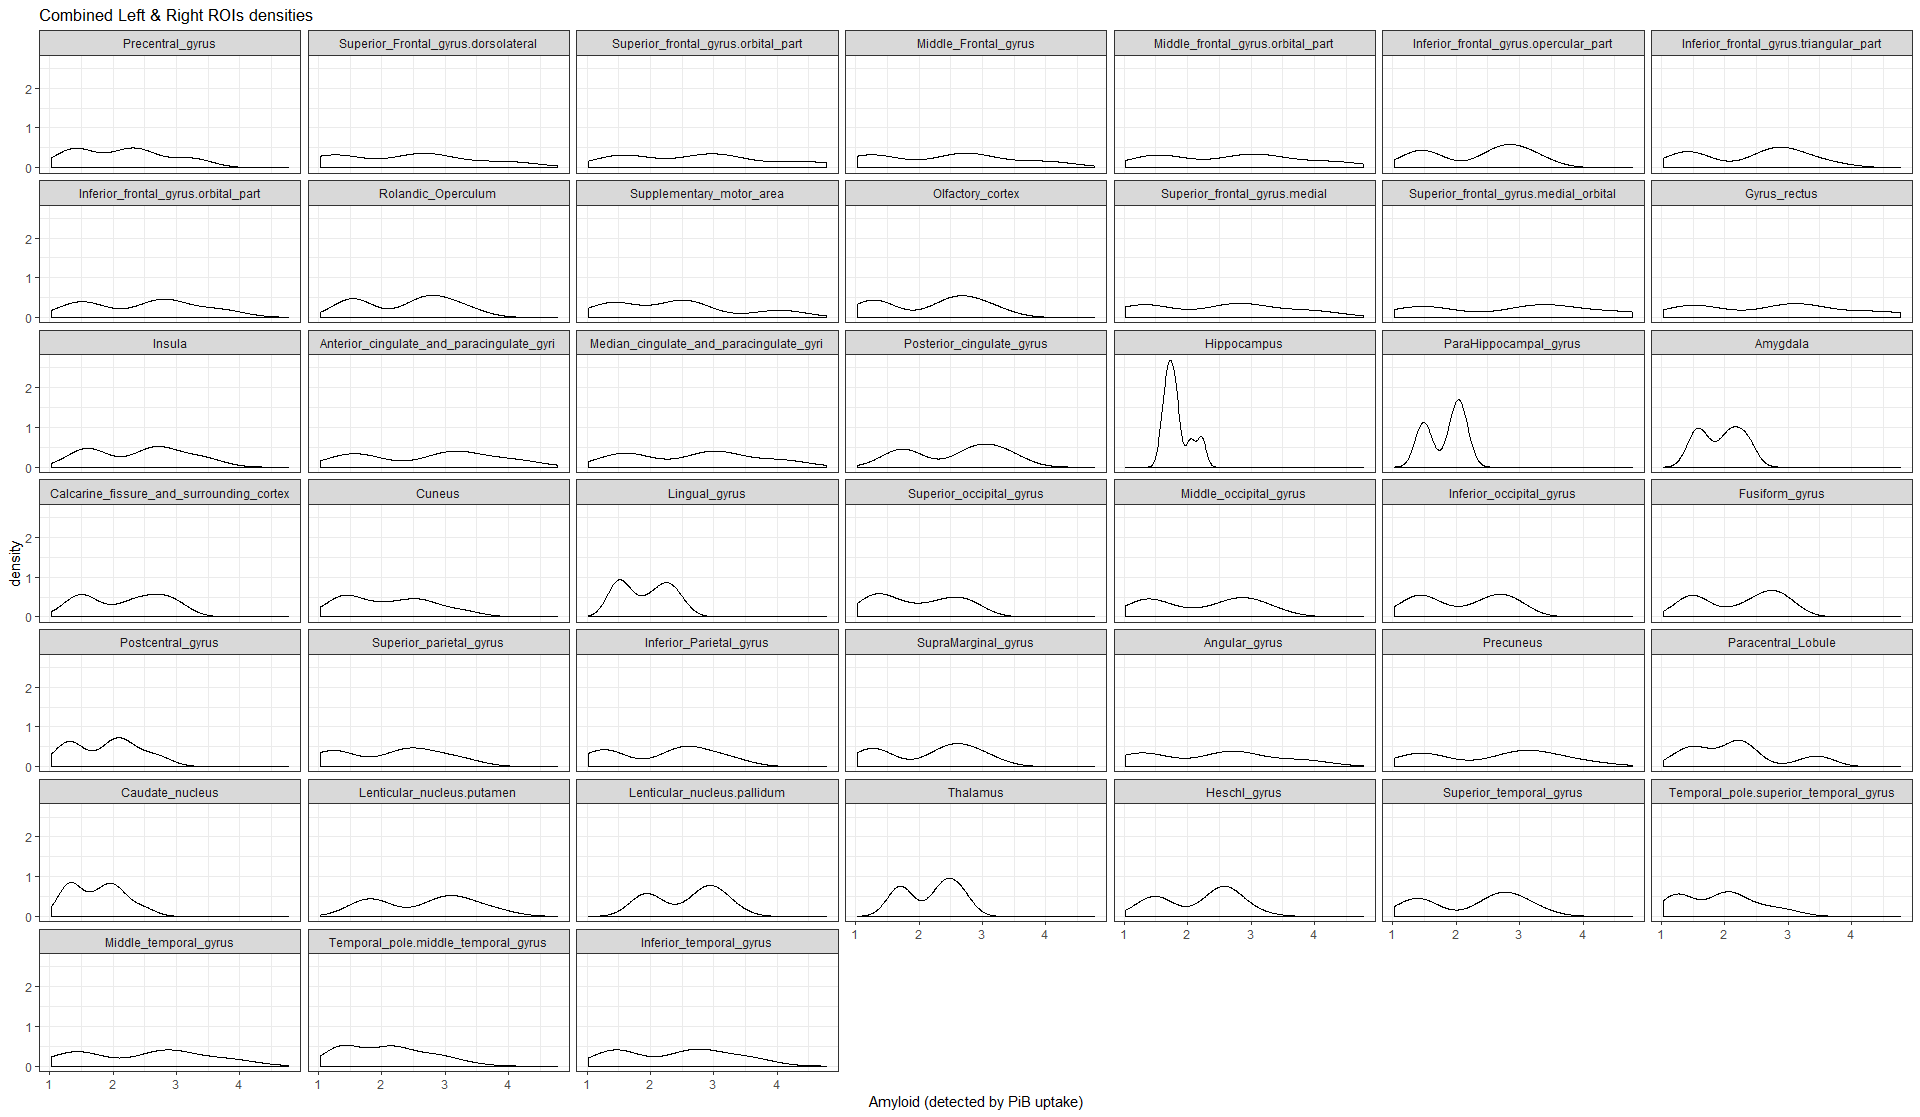 Combined Left & Right ROIs densities
Precentral_gyrus Superior_Frontal_gyrus.dorsolateral Superior_frontal_gyrus.orbital_part Middle_Frontal_gyrus Middle_frontal_gyrus.orbital_part Inferior_frontal_gyrus.opercular_part Inferior_frontal_gyrus.triangular_part
2
1
0
Inferior_frontal_gyrus.orbital_part Rolandic_Operculum Supplementary_motor_area Olfactory_cortex Superior_frontal_gyrus.medial Superior_frontal_gyrus.medial_orbital Gyrus_rectus
2
1
0
Insula Anterior_cingulate_and_paracingulate_gyri Median_cingulate_and_paracingulate_gyri Posterior_cingulate_gyrus Hippocampus ParaHippocampal_gyrus Amygdala
2
1
0
Calcarine_fissure_and_surrounding_cortex Cuneus Lingual_gyrus Superior_occipital_gyrus Middle_occipital_gyrus Inferior_occipital_gyrus Fusiform_gyrus
2
1
0
density
Postcentral_gyrus Superior_parietal_gyrus Inferior_Parietal_gyrus SupraMarginal_gyrus Angular_gyrus Precuneus Paracentral_Lobule
2
1
0
Caudate_nucleus Lenticular_nucleus.putamen Lenticular_nucleus.pallidum Thalamus Heschl_gyrus Superior_temporal_gyrus Temporal_pole.superior_temporal_gyrus
2
1
0
1 2 3 4 1 2 3 4 1 2 3 4 1 2 3 4
Middle_temporal_gyrus Temporal_pole.middle_temporal_gyrus Inferior_temporal_gyrus
2
1
0
1 2 3 4 1 2 3 4 1 2 3 4
Amyloid (detected by PiB uptake)